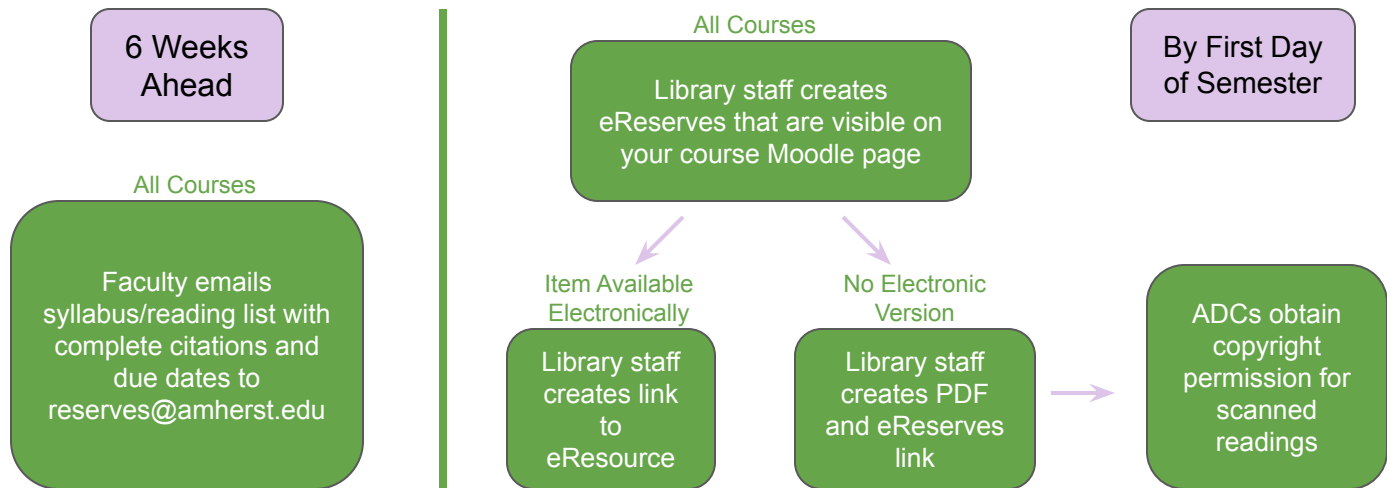 6 Weeks
Ahead
All Courses
Faculty emails
syllabus/reading list with
complete citations and
due dates to
reserves@amherst.edu
All Courses
Library staff creates
eReserves that are visible on
your course Moodle page
Item Available
Electronically
Library staff
creates link
to
eResource
No Electronic
Version
Library staff
creates PDF
and eReserves
link
By First Day
of Semester
ADCs obtain
copyright
permission for
scanned
readings